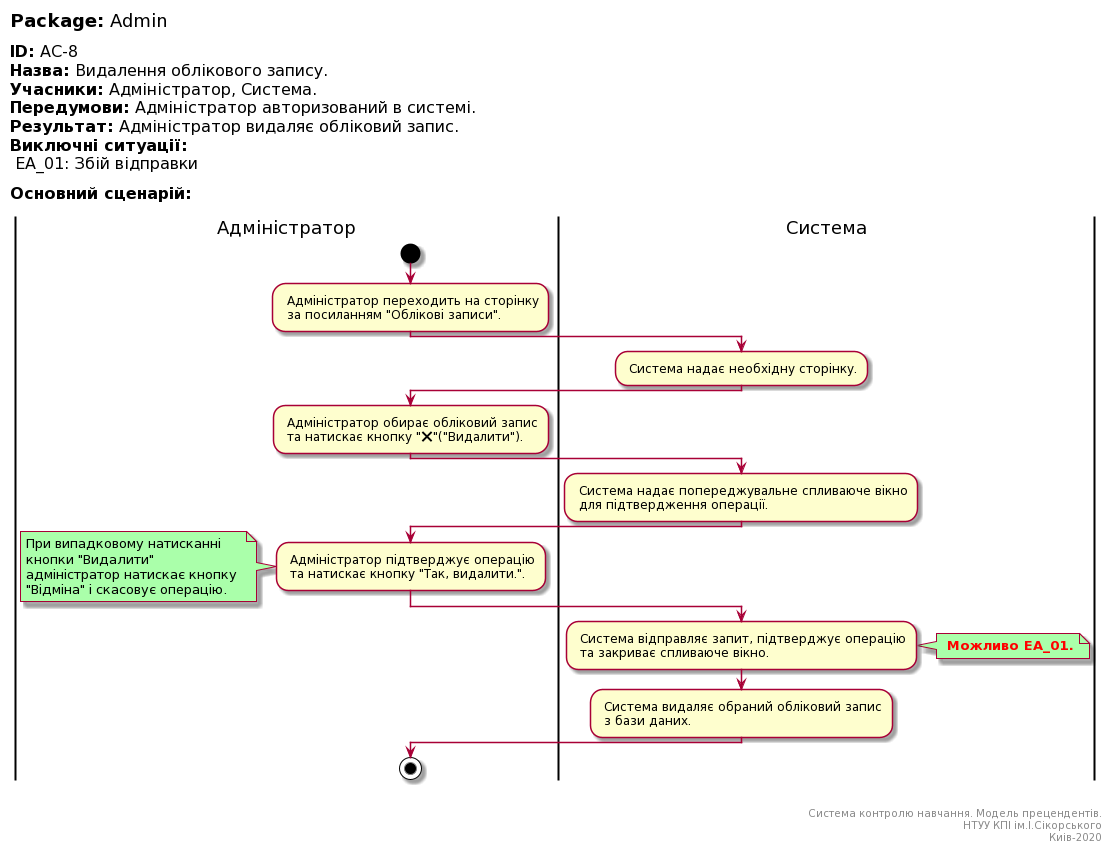 Package: Admin
ID: AC-8
Назва: Видалення облікового запису.
Учасники: Адміністратор, Система.
Передумови: Адміністратор авторизований в системі.
Результат: Адміністратор видаляє обліковий запис.
Виключні ситуації:
EA_01: Збій відправки
Основний сценарій:
Адміністратор
Система
Адміністратор переходить на сторінку
за посиланням "Облікові записи".
Система надає необхідну сторінку.
Адміністратор обирає обліковий запис
та натискає кнопку "❌"("Видалити").
Система надає попереджувальне спливаюче вікно
для підтвердження операції.
При випадковому натисканні
кнопки "Видалити"
адміністратор натискає кнопку
"Відміна" і скасовує операцію.
Адміністратор підтверджує операцію
та натискає кнопку "Так, видалити.".
Система відправляє запит, підтверджує операцію
та закриває спливаюче вікно.
Можливо EA_01.
Система видаляє обраний обліковий запис
з бази даних.
Система контролю навчання. Модель прецендентів.
НТУУ КПІ ім.І.Сікорського
Київ-2020